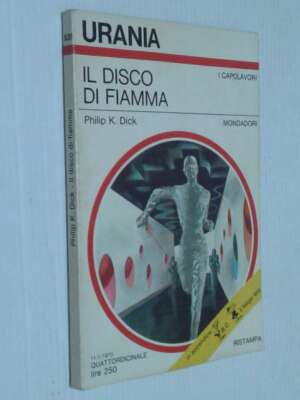 URANIA
IL DISCO
DI FIAMMA
Philip K. Dick
I CAPOLAVORI
MONDADORI
QUATTORDICINALE
lire 250
RISTAMPA
Philip K. Dick - Il disco di fiamma